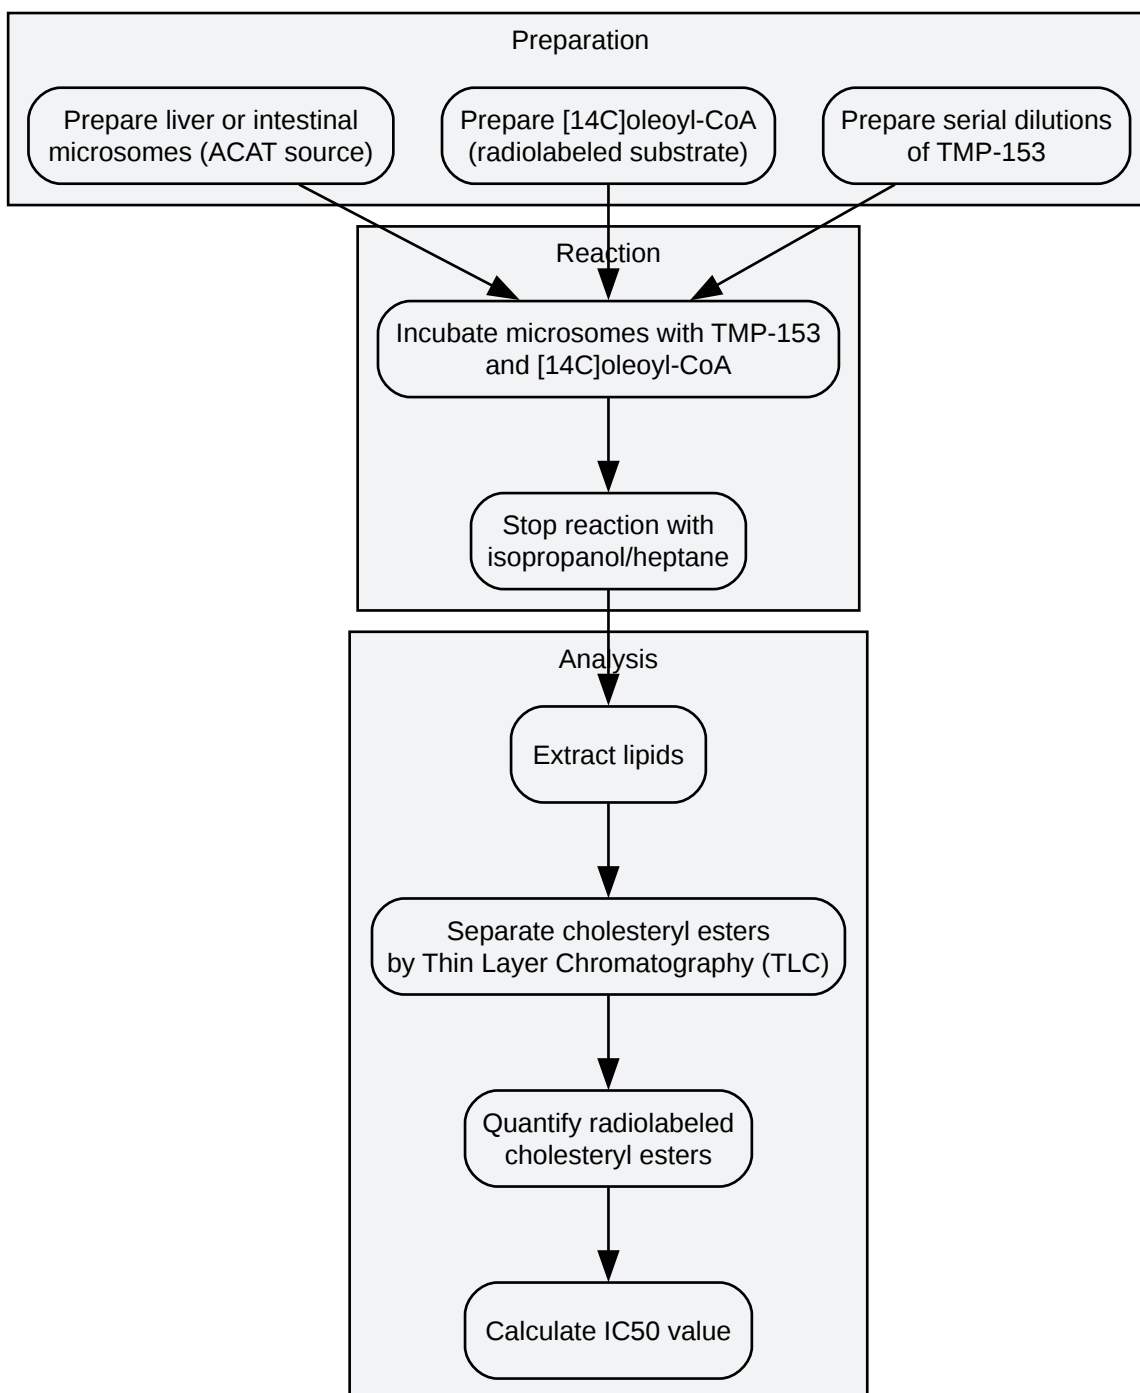 Preparation
Prepare liver or intestinal
microsomes (ACAT source)
Prepare [14C]oleoyl-CoA
(radiolabeled substrate)
Prepare serial dilutions
of TMP-153
Reaction
Incubate microsomes with TMP-153
and [14C]oleoyl-CoA
Stop reaction with
isopropanol/heptane
Analysis
Extract lipids
Separate cholesteryl esters
by Thin Layer Chromatography (TLC)
Quantify radiolabeled
cholesteryl esters
Calculate IC50 value